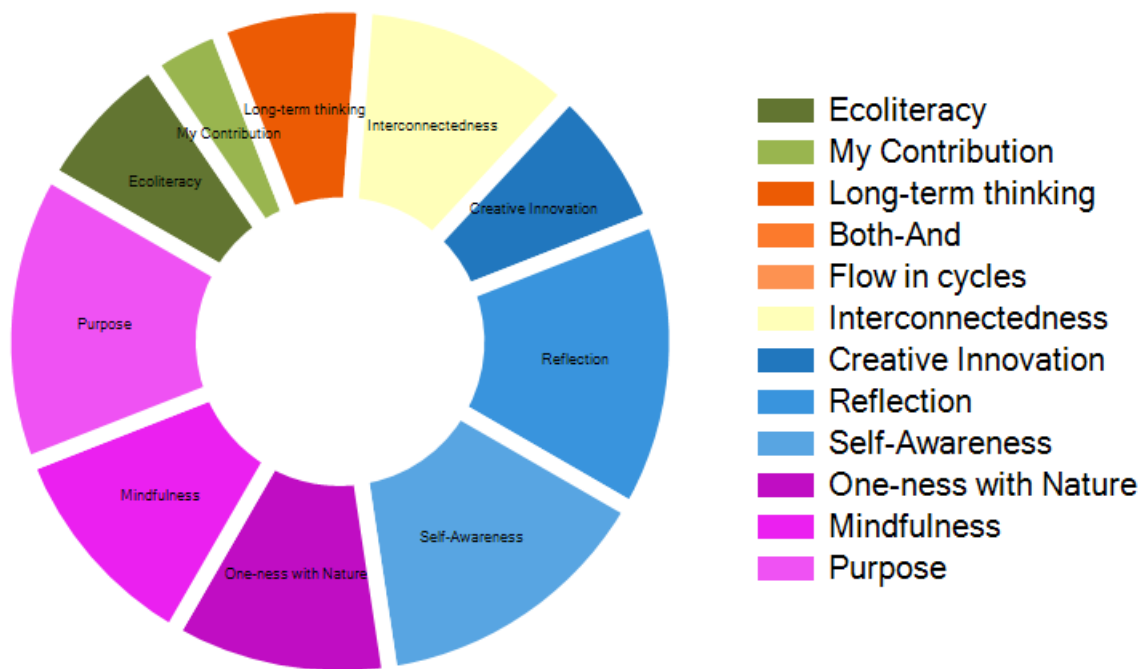 Long-term thinking
Interconnectedness
My Contribution
Ecoliteracy
Creative Innovation
Purpose
Reflection
Mindfulness
Self-Awareness
One-ness with Nature
Ecoliteracy
My Contribution
Long-term thinking
Both-And
Flow in cycles
Interconnectedness
Creative Innovation
Reflection
Self-Awareness
One-ness with Nature
Mindfulness
Purpose